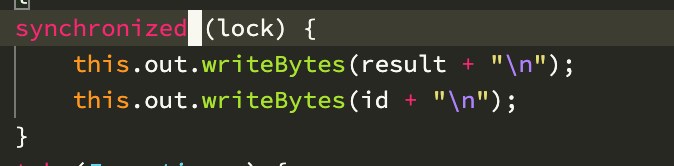 synchronized (lock) {
    this.out.writeBytes(result + "\n");
    this.out.writeBytes(id + "\n");
}